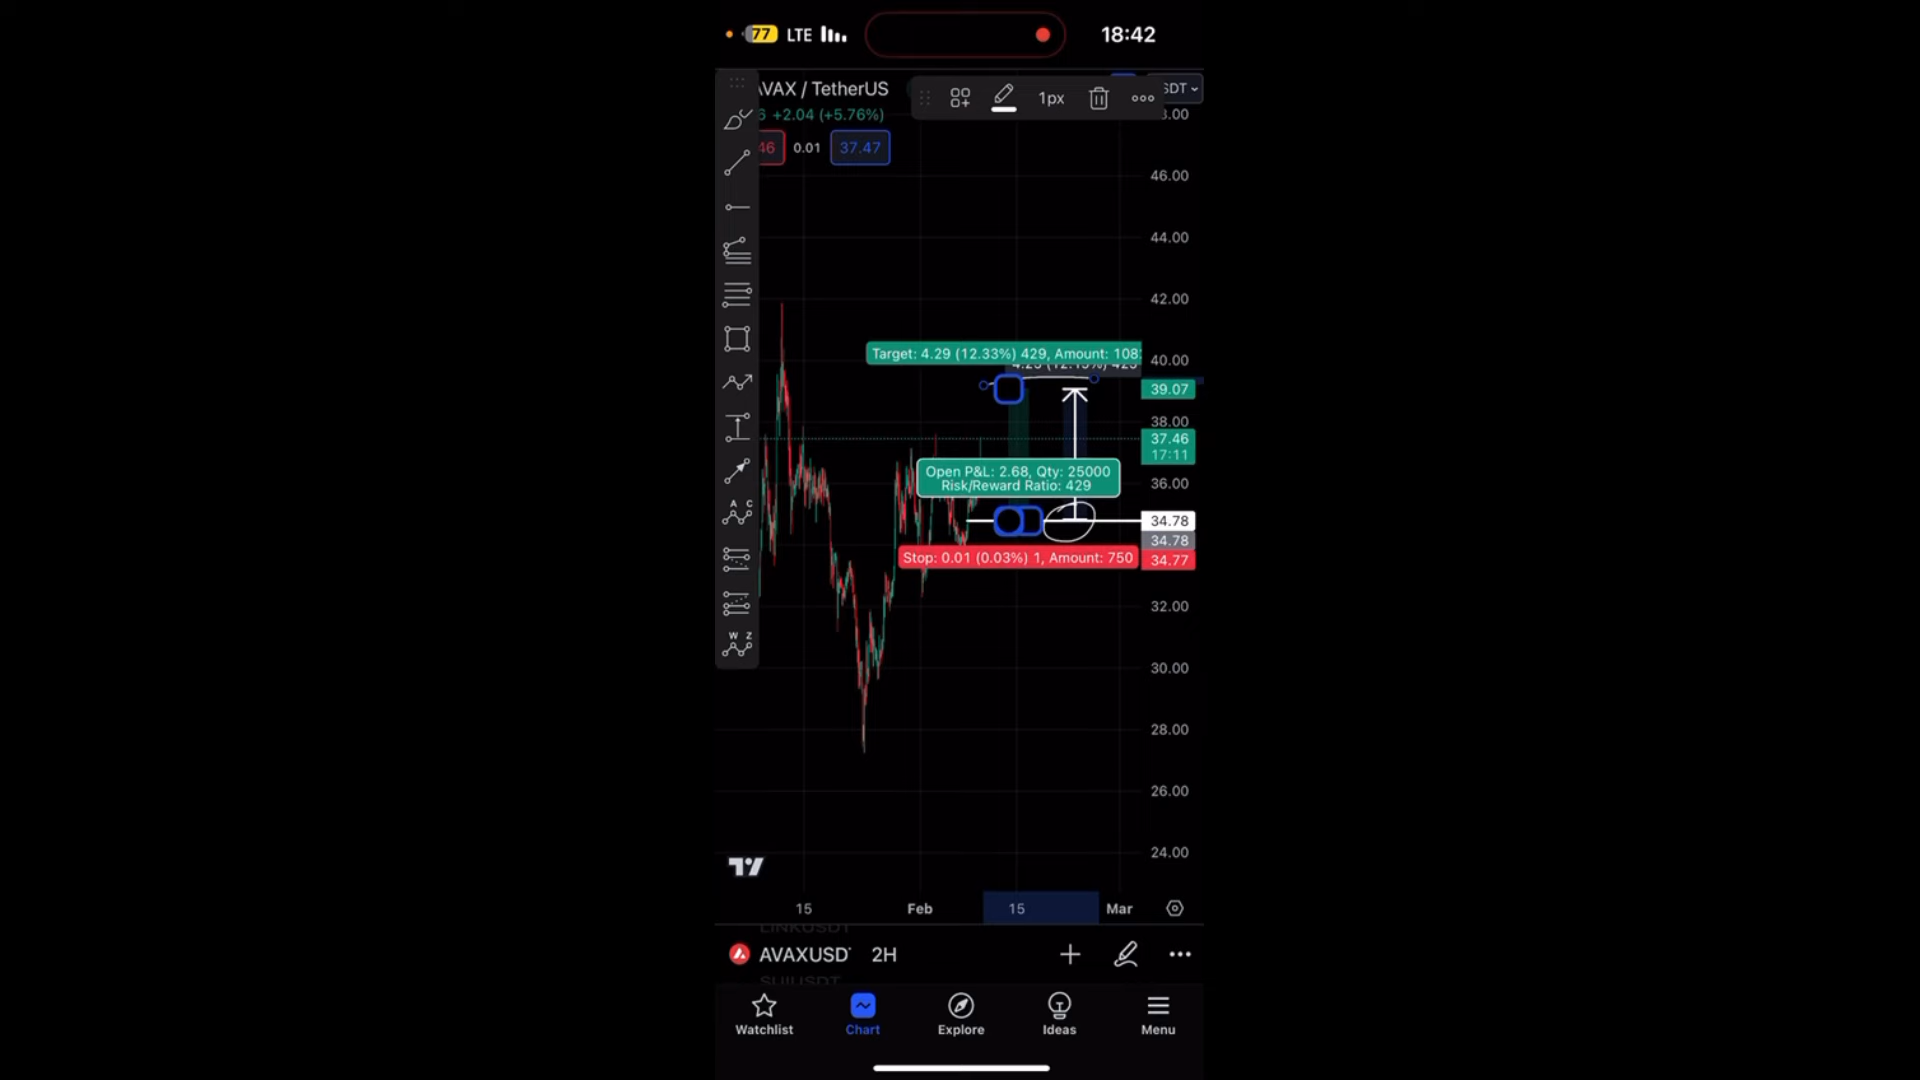 77 LTE 18:42
AVAX / TetherUS
1px
+2.04 (+5.76%)
46 0.01 37.47
46.00
44.00
42.00
Target: 4.29 (12.33%) 429, Amount: 108
40.00
39.07
38.00
37.46
17:11
Open P&L: 2.68, Qty: 25000
Risk/Reward Ratio: 429
36.00
34.78
34.78
Stop: 0.01 (0.03%) 1, Amount: 750
34.77
A C
32.00
W Z
30.00
28.00
26.00
24.00
15 Feb 15 Mar
AVAXUSD 2H
Watchlist Chart Explore Ideas Menu